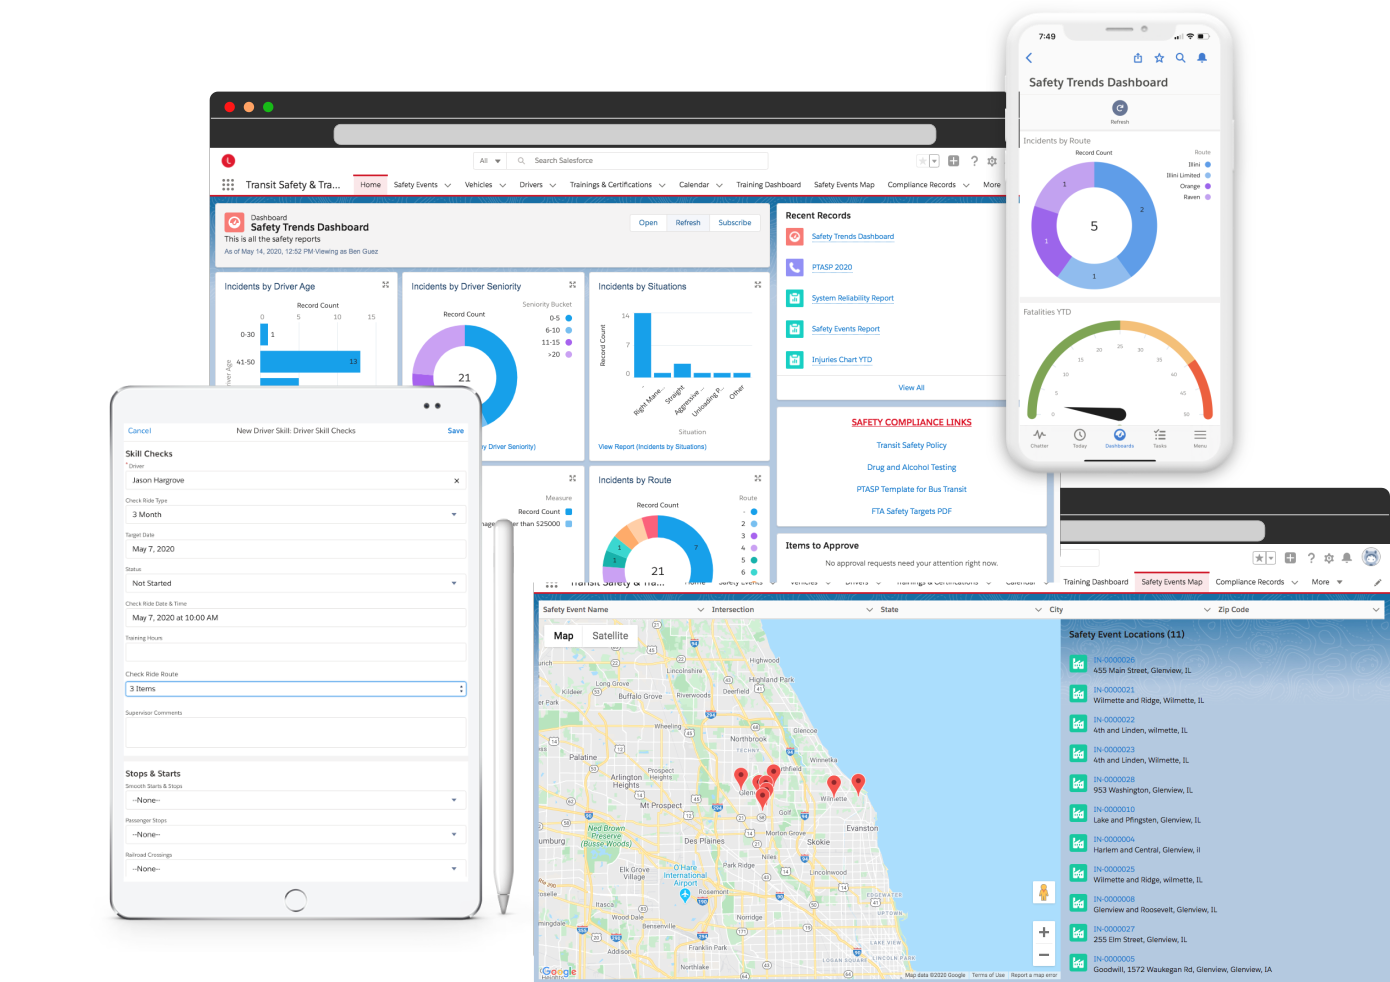 7:49
Safety Trends Dashboard
Refresh
Incidents by Route
Record Count
Route
Illini
Illini Limited
Orange
Raven
1
2
5
1
1
Fatalities YTD
0
5
10
15
20
25
30
35
40
45
50
Chatter
Today
Dashboards
Tasks
Menu
All
Search Salesforce
Transit Safety & Tra...
Home
Safety Events
Vehicles
Drivers
Trainings & Certifications
Calendar
Training Dashboard
Safety Events Map
Compliance Records
More
Dashboard
Safety Trends Dashboard
This is all the safety reports
As of May 14, 2020, 12:52 PM·Viewing as Ben Guez
Open
Refresh
Subscribe
Incidents by Driver Age
Record Count
0
5
10
15
0-30
1
41-50
13
Incidents by Driver Seniority
Record Count
Seniority Bucket
0-5
6-10
11-15
>20
21
by Driver Seniority)
Incidents by Situations
Record Count
14
7
0
Right Mane...
Straight
Aggressive ...
Unloading P...
Other
Situation
View Report (Incidents by Situations)
Measure
Record Count
than $25000
Incidents by Route
Record Count
Route
-
2
3
4
5
6
7
1
1
21
Recent Records
Safety Trends Dashboard
PTASP 2020
System Reliability Report
Safety Events Report
Injuries Chart YTD
View All
SAFETY COMPLIANCE LINKS
Transit Safety Policy
Drug and Alcohol Testing
PTASP Template for Bus Transit
FTA Safety Targets PDF
Items to Approve
No approval requests need your attention right now.
Cancel
New Driver Skill: Driver Skill Checks
Save
Skill Checks
* Driver
Jason Hargrove
Check Ride Type
3 Month
Target Date
May 7, 2020
Status
Not Started
Check Ride Date & Time
May 7, 2020 at 10:00 AM
Training Hours
Check Ride Route
3 Items
Supervisor Comments
Stops & Starts
Smooth Starts & Stops
--None--
Passenger Stops
--None--
Railroad Crossings
--None--
Training Dashboard
Safety Events Map
Compliance Records
More
Safety Event Name
Intersection
State
City
Zip Code
Map
Satellite
Highwood
Lincolnshire
Highland Park
Long Grove
Kildeer
Buffalo Grove
Riverwoods
Deerfield
Wheeling
Glencoe
Northbrook
TECHNY
Palatine
Winnetka
Arlington
Heights
Prospect
Heights
Mt Prospect
Wilmette
Golf
Evanston
Ned Brown
Preserve
(Busse Woods)
Des Plaines
Morton Grove
Skokie
Niles
Elk Grove
Village
O'Hare
International
Airport
Park Ridge
Lincolnwood
Rosemont
EDGEWATER
UPTOWN
Itasca
Wood Dale
Bensenville
Norridge
Addison
Franklin Park
LAKE VIEW
LOGAN SQUARE
LINCOLN PARK
Northlake
Google
Map data ©2020 Google
Terms of Use
Report a map error
Safety Event Locations (11)
IN-0000026
455 Main Street, Glenview, IL
IN-0000021
Wilmette and Ridge, Wilmette, IL
IN-0000022
4th and Linden, wilmette, IL
IN-0000023
4th and Linden, Wilmette, IL
IN-0000028
953 Washington, Glenview, IL
IN-0000010
Lake and Pfingsten, Glenview, IL
IN-0000004
Harlem and Central, Glenview, il
IN-0000025
Wilmette and Ridge, wilmette, IL
IN-0000008
Glenview and Roosevelt, Glenview, IL
IN-0000027
255 Elm Street, Glenview, IL
IN-0000005
Goodwill, 1572 Waukegan Rd, Glenview, Glenview, IA